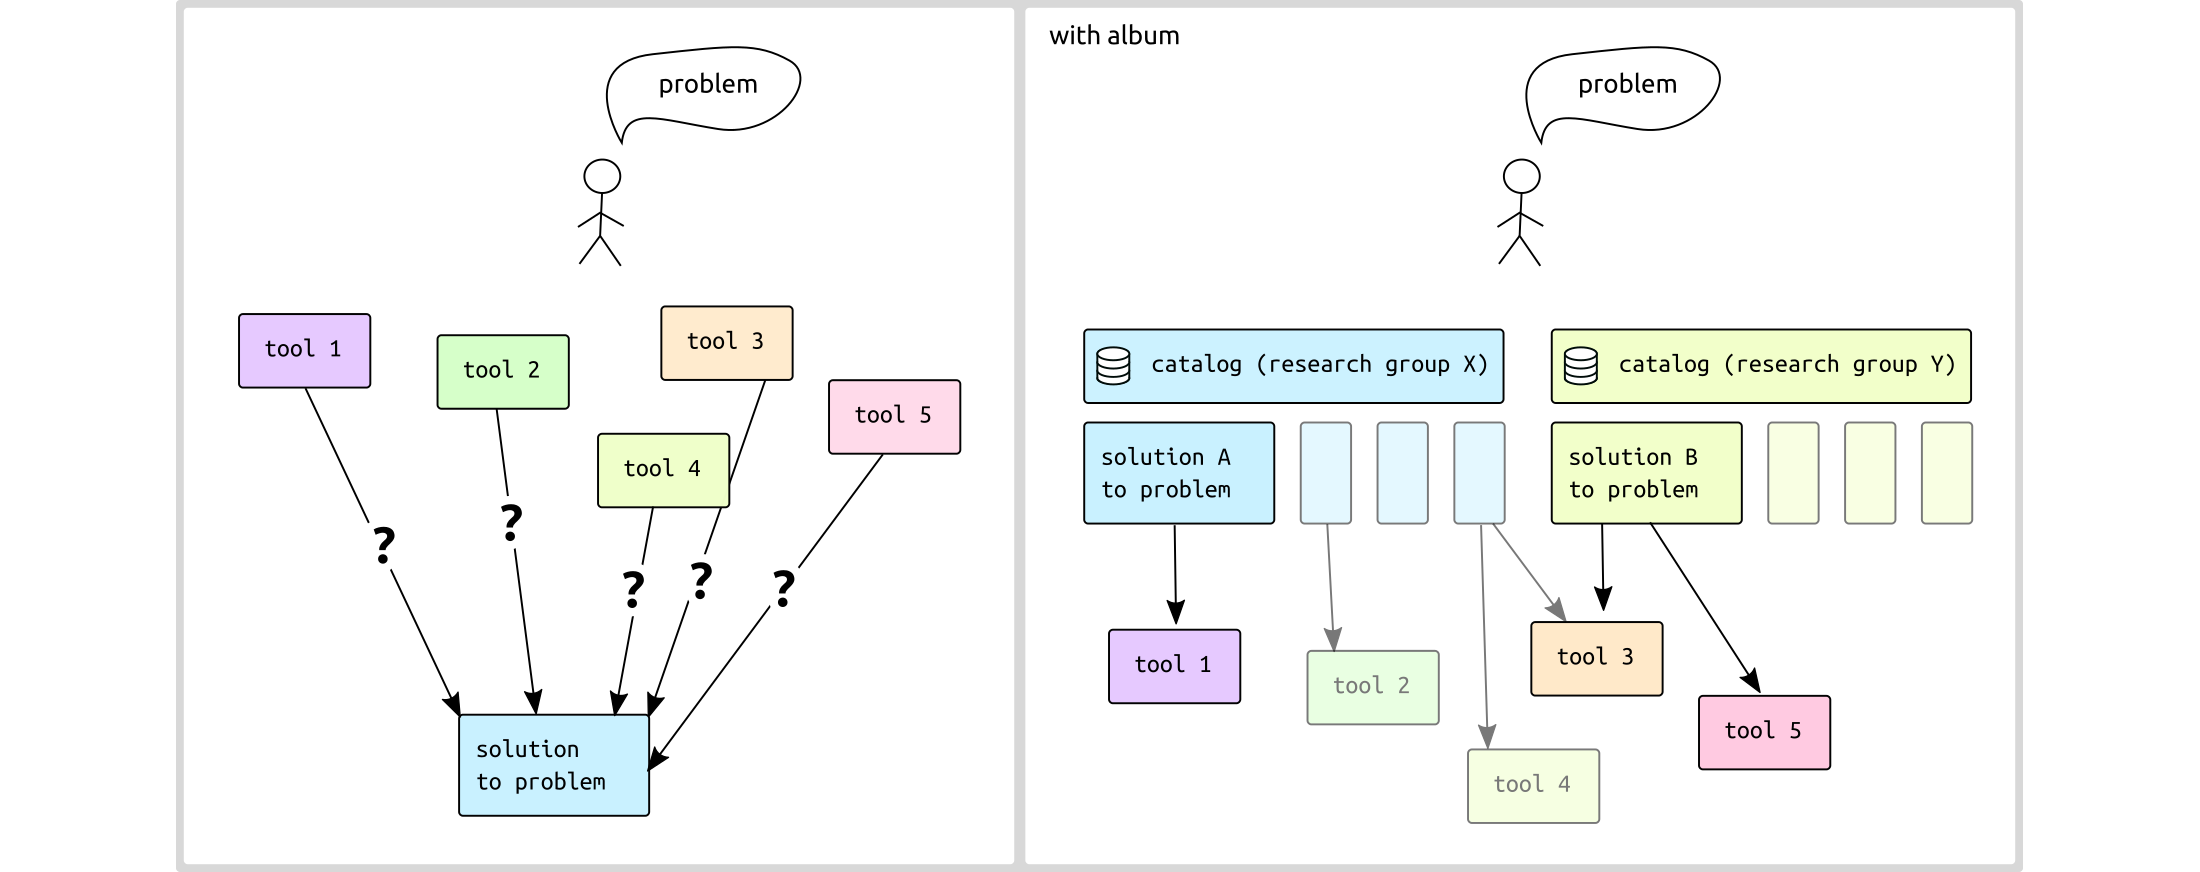 problem
tool 1
tool 2
tool 3
tool 4
tool 5
?
?
?
?
?
solution
to problem
with album
problem
catalog (research group X)
catalog (research group Y)
solution A
to problem
solution B
to problem
tool 1
tool 2
tool 3
tool 4
tool 5